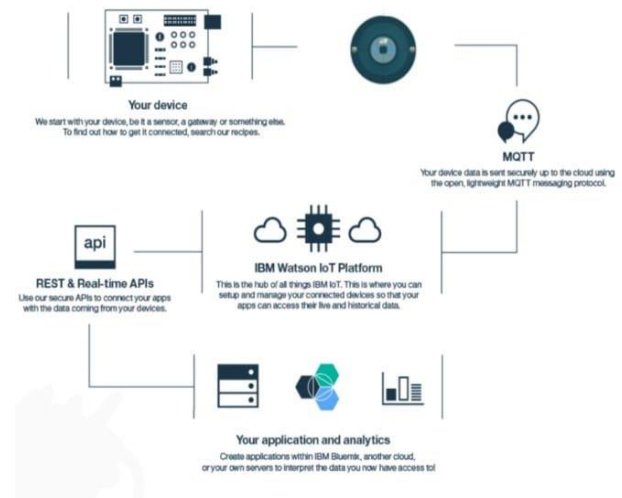 Your device
We start with your device, be it a sensor, a gateway or something else.
To find out how to get it connected, search our recipes.
MQTT
Your device data is sent securely up to the cloud using
the open, lightweight MQTT messaging protocol.
api
REST & Real-time APIs
Use our secure APIs to connect your apps
with the data coming from your devices.
IBM Watson IoT Platform
This is the hub of all things IBM IoT. This is where you can
setup and manage your connected devices so that your
apps can access their live and historical data.
Your application and analytics
Create applications within IBM Bluemix, another cloud,
or your own servers to interpret the data you now have access to!